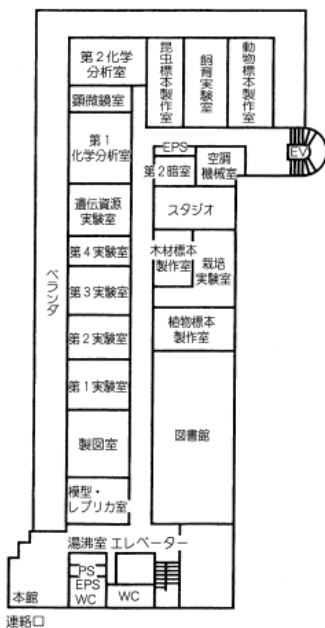 第2化学
分析室
昆虫標本製作室
飼育実験室
動物標本製作室
顕微鏡室
EPS
EV
第1
化学分析室
第2暗室
空調
機械室
遺伝資源
実験室
スタジオ
第4実験室
木材標本
製作室
栽培
実験室
ベランダ
第3実験室
第2実験室
植物標本
製作室
第1実験室
製図室
図書館
模型・
レプリカ室
湯沸室
エレベーター
PS
EPS
WC
WC
本館
連絡口